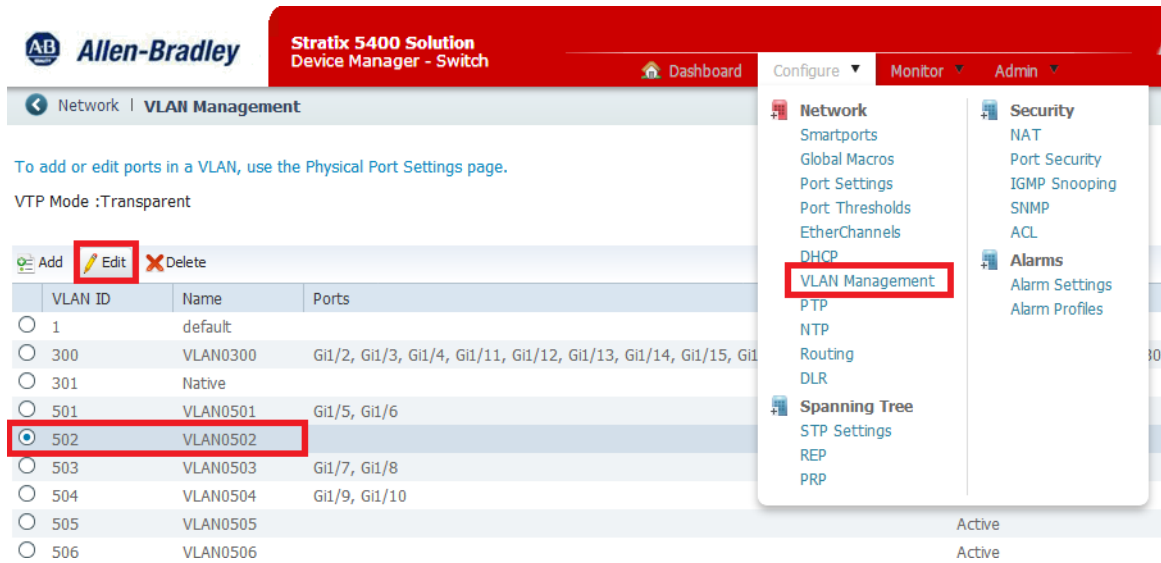 AB Allen-Bradley
Stratix 5400 Solution
Device Manager - Switch
Dashboard Configure Monitor Admin
Network | VLAN Management
To add or edit ports in a VLAN, use the Physical Port Settings page.
VTP Mode :Transparent
Add Edit Delete
VLAN ID Name Ports
1 default
300 VLAN0300 Gi1/2, Gi1/3, Gi1/4, Gi1/11, Gi1/12, Gi1/13, Gi1/14, Gi1/15, Gi1
301 Native
501 VLAN0501 Gi1/5, Gi1/6
502 VLAN0502
503 VLAN0503 Gi1/7, Gi1/8
504 VLAN0504 Gi1/9, Gi1/10
505 VLAN0505 Active
506 VLAN0506 Active
Network
Smartports
Global Macros
Port Settings
Port Thresholds
EtherChannels
DHCP
VLAN Management
PTP
NTP
Routing
DLR
Spanning Tree
STP Settings
REP
PRP
Security
NAT
Port Security
IGMP Snooping
SNMP
ACL
Alarms
Alarm Settings
Alarm Profiles